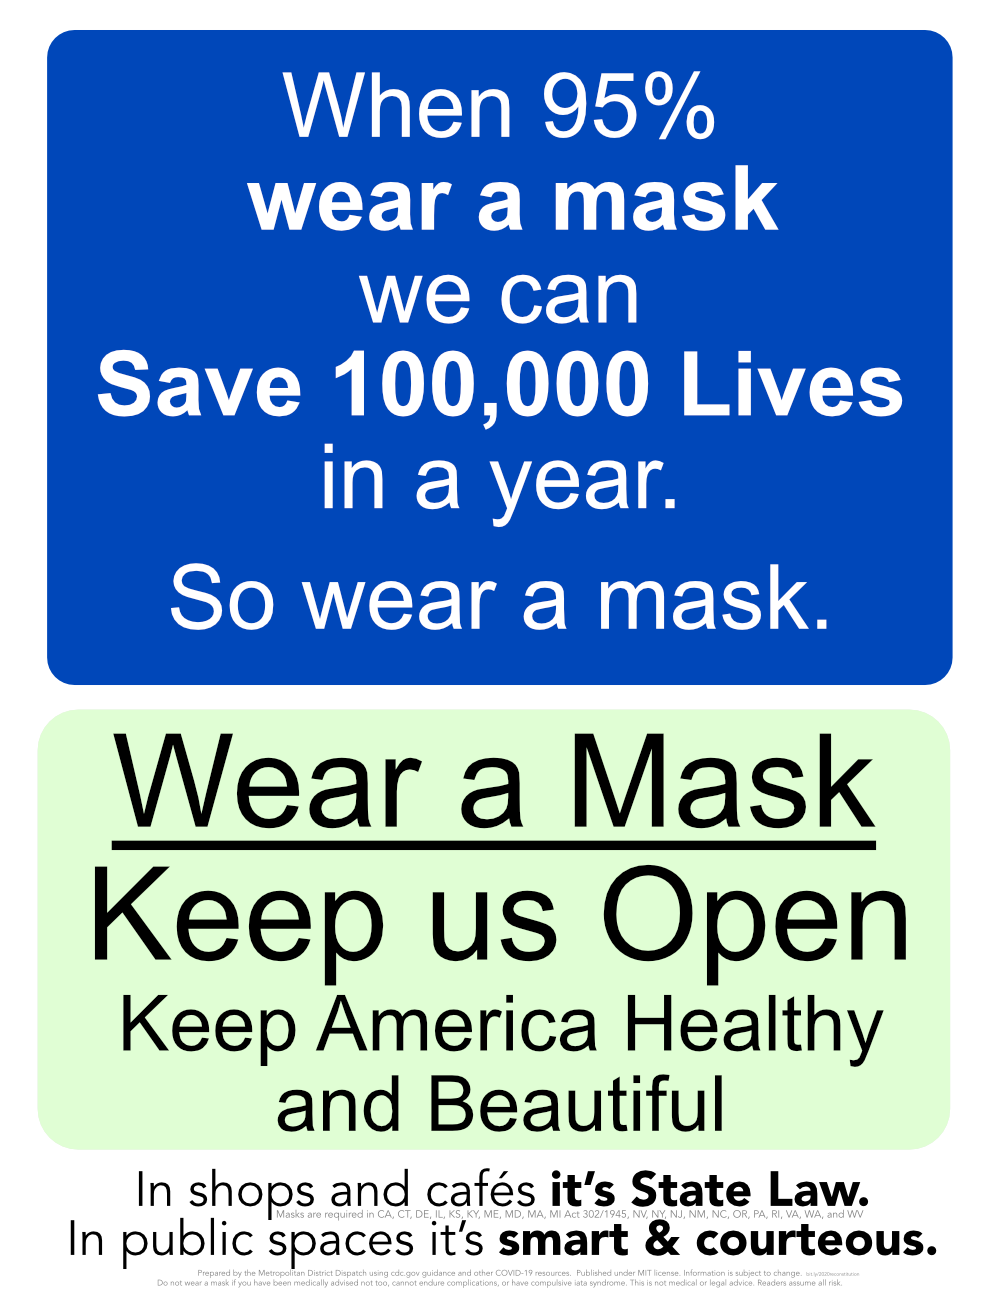 When 95%
wear a mask
we can
Save 100,000 Lives
in a year.
So wear a mask.
Wear a Mask
Keep us Open
Keep America Healthy
and Beautiful
In shops and cafés it’s State Law.
Masks are required in CA, CT, DE, IL, KS, KY, ME, MD, MA, MI Act 302/1945, NV, NY, NJ, NM, NC, OR, PA, RI, VA, WA, and WV
In public spaces it’s smart & courteous.
Prepared by the Metropolitan District Dispatch using cdc.gov guidance and other COVID-19 resources. Published under MIT license. Information is subject to change.
Do not wear a mask if you have been medically advised not too, cannot endure complications, or have compulsive iata syndrome. This is not medical or legal advice. Readers assume all risk.